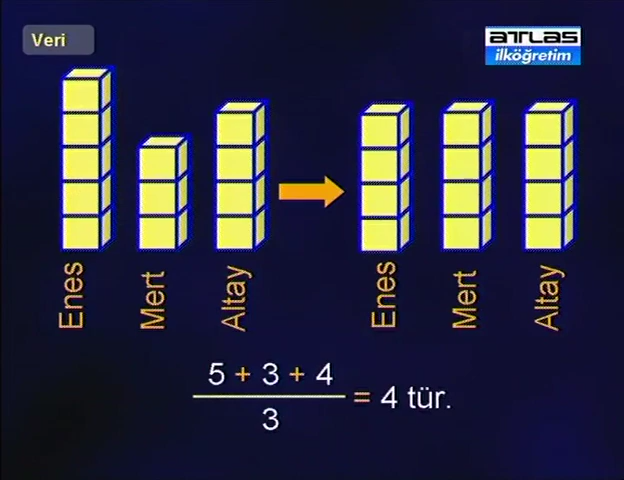 Veri
ATLAS
ilköğretim
Enes
Mert
Altay
Enes
Mert
Altay
5 + 3 + 4
3
= 4 tür.